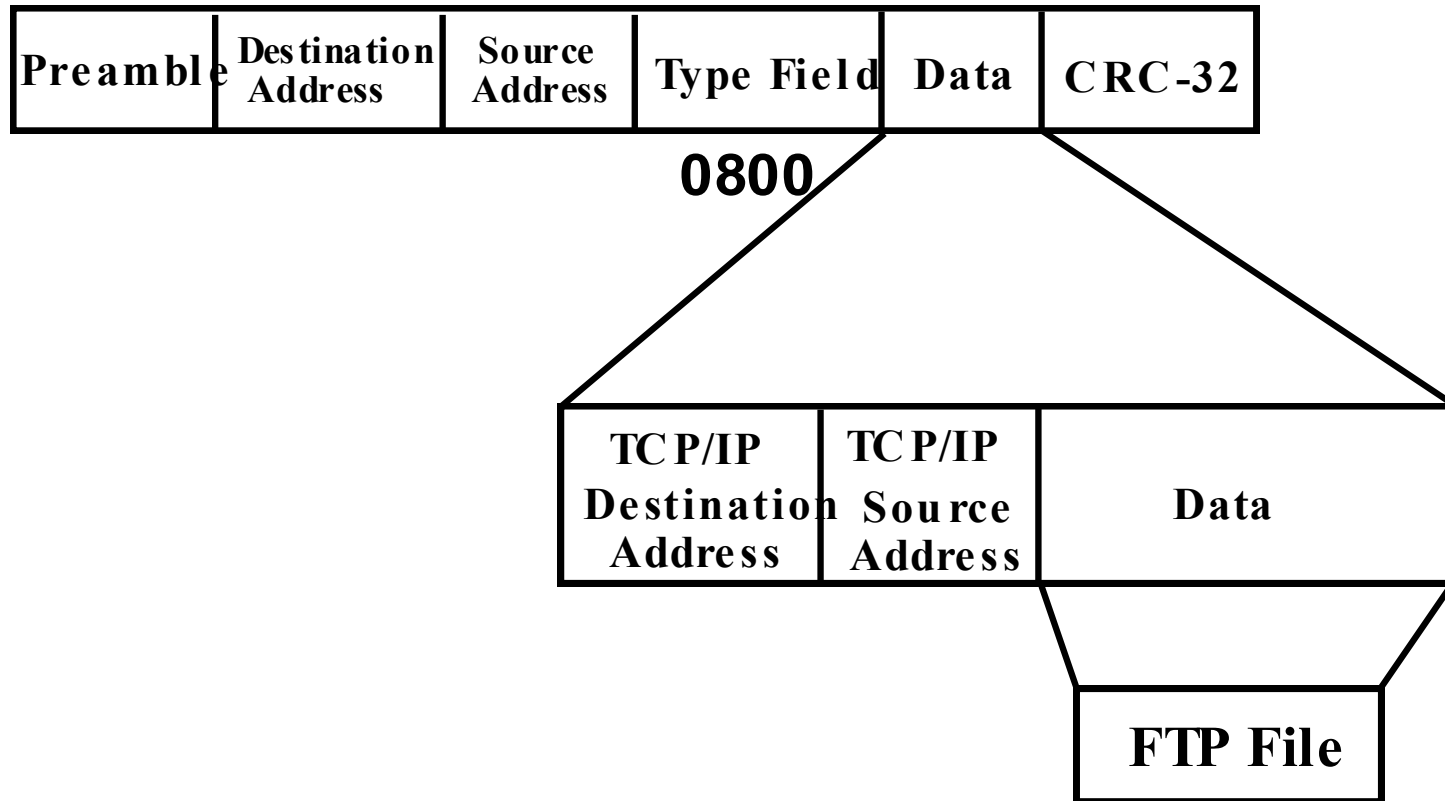 Preamble
Destination
Address
Source
Address
Type Field
Data
CRC-32
0800
TCP/IP
Destination
Address
TCP/IP
Source
Address
Data
FTP File